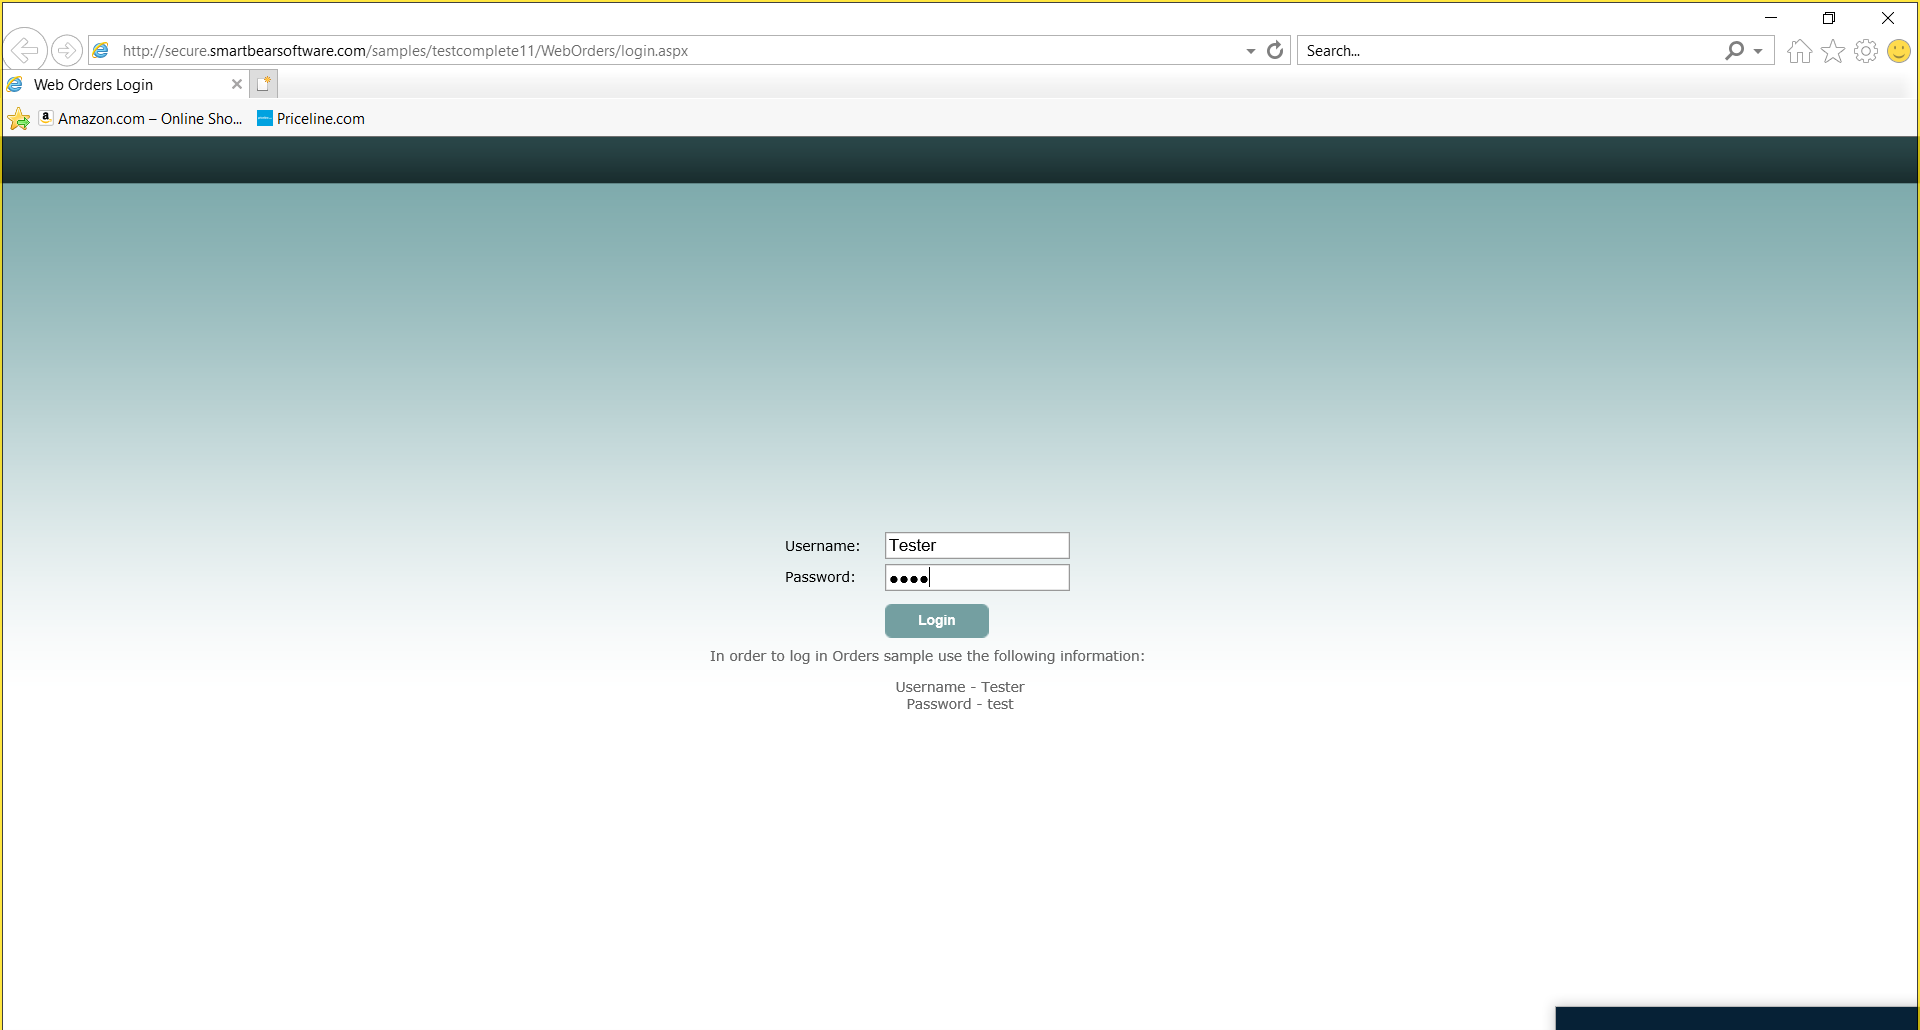 http://secure.smartbearsoftware.com/samples/testcomplete11/WebOrders/login.aspx
Search...
Web Orders Login
Amazon.com – Online Sho...
Priceline.com
Username:
Tester
Password:
Login
In order to log in Orders sample use the following information:
Username - Tester
Password - test